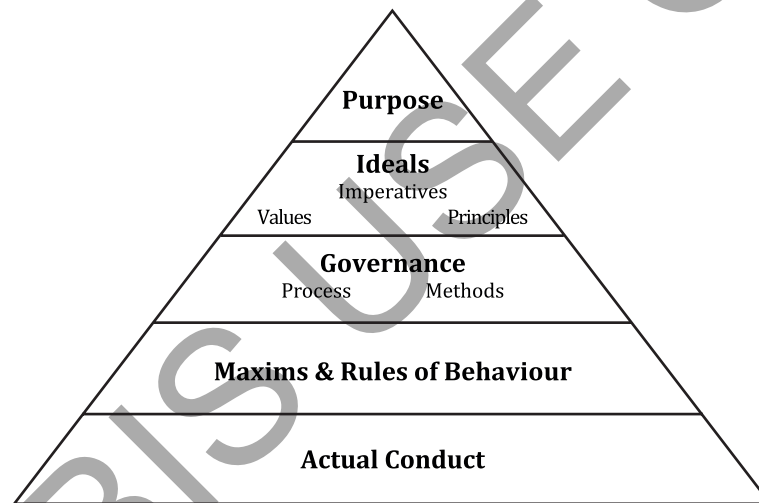 Purpose
Ideals
Imperatives
Values Principles
Governance
Process Methods
Maxims & Rules of Behaviour
Actual Conduct
BIS USE